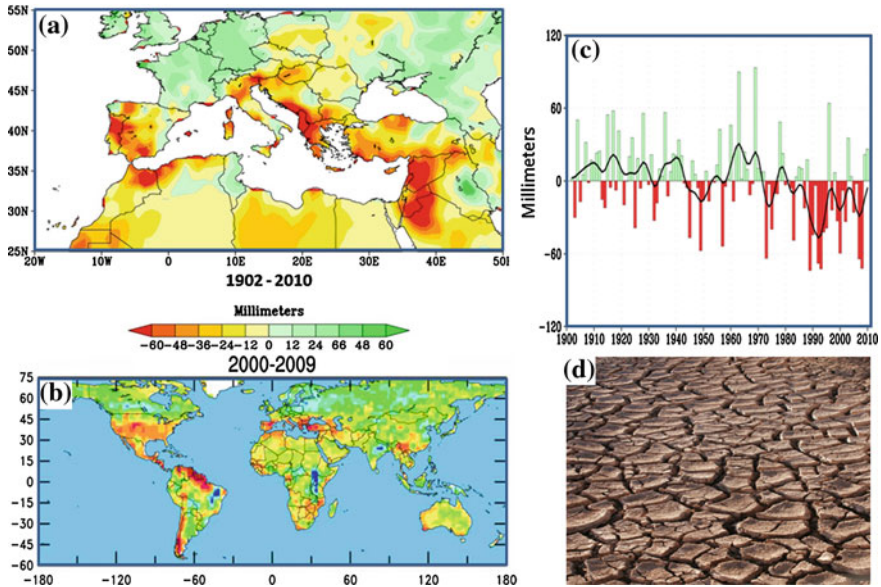 (a)
55N
50N
45N
40N
35N
30N
25N
20W 10W 0 10E 20E 30E 40E 50E
1902 - 2010
Millimeters
-60 -48 -36 -24 -12 0 12 24 66 48 60
2000-2009
(b)
75
60
45
30
15
0
-15
-30
-45
-60
-180 -120 -60 0 60 120 180
(c)
Millimeters
120
60
0
-60
-120
1900 1910 1920 1930 1940 1950 1960 1970 1980 1990 2000 2010
(d)